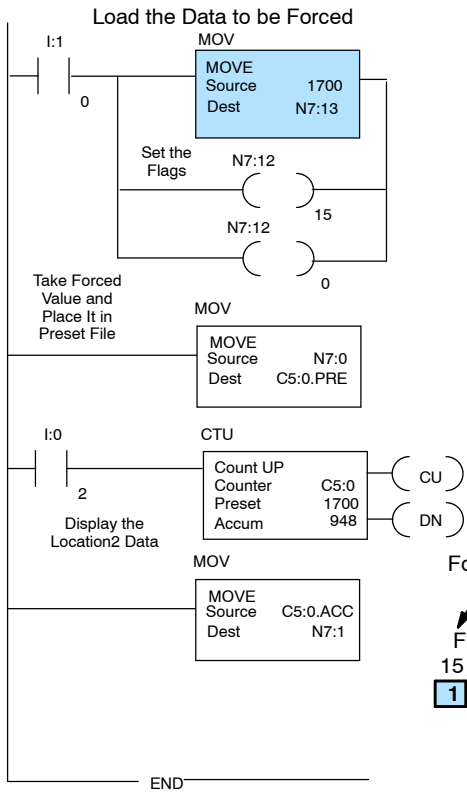 Load the Data to be Forced
I:1
0
MOV
MOVE
Source 1700
Dest N7:13
Set the
Flags
N7:12
15
N7:12
0
Take Forced
Value and
Place It in
Preset File
MOV
MOVE
Source N7:0
Dest C5:0.PRE
I:0
2
CTU
Count UP
Counter C5:0
Preset 1700
Accum 948
CU
DN
Display the
Location2 Data
MOV
MOVE
Source C5:0.ACC
Dest N7:1
Fo
F
15
1
END